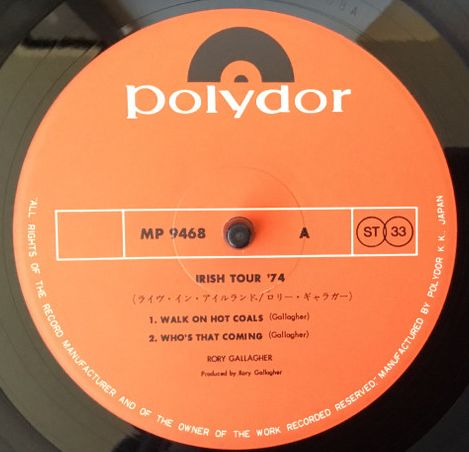 polydor
MP 9468 A ST 33
IRISH TOUR '74
(ライヴ・イン・アイルランド/ロリー・ギャラガー)
1. WALK ON HOT COALS (Gallagher)
2. WHO'S THAT COMING (Gallagher)
RORY GALLAGHER
Produced by Rory Gallagher
"ALL RIGHTS OF THE RECORD MANUFACTURER AND OF THE OWNER OF THE WORK RECORDED RESERVED" MANUFACTURED BY POLYDOR K.K. JAPAN